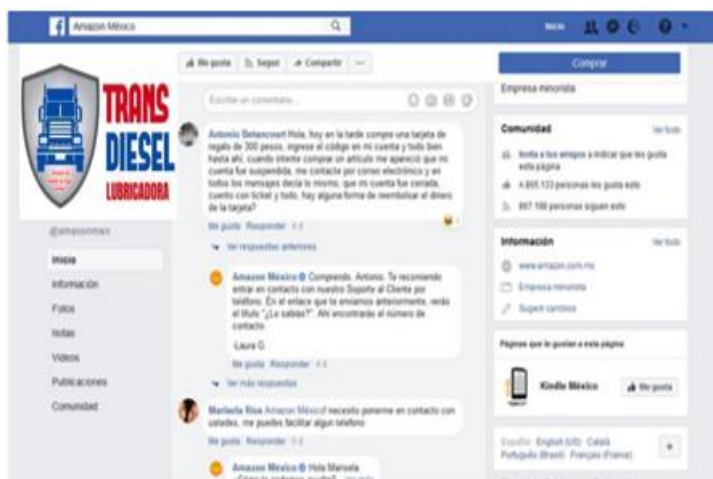 Amazon México
Inicio
TRANS
DIESEL
LUBRICADORA
@amazonmex
Inicio
Información
Fotos
Notas
Videos
Publicaciones
Comunidad
Me gusta Seguir Compartir
Escribe un comentario...
Antonio Betancourt Hola, hoy en la tarde compre una tarjeta de
regalo de 300 pesos, ingrese el código en mi cuenta y todo bien
hasta ahí, cuando intente comprar un artículo me apareció que mi
cuenta fue suspendida, me contacte por correo electrónico y en
todos los mensajes decía lo mismo, que mi cuenta fue cerrada,
cuento con ticket y todo, hay alguna forma de reembolsar el dinero
de la tarjeta?
Me gusta Responder
Ver respuestas anteriores
Amazon México Comprendo, Antonio. Te recomiendo
entrar en contacto con nuestro Soporte al Cliente por
teléfono. En el enlace que te enviamos anteriormente, verás
el título "¿Lo sabías?". Ahí encontrarás el número de
contacto.
-Laura G.
Me gusta Responder
Ver más respuestas
Marisela Rios Amazon México! necesito ponerme en contacto con
ustedes, me puedes facilitar algun telefono
Me gusta Responder
Amazon México Hola Marisela.
Comprar
Empresa minorista
Comunidad Ver todo
Invita a tus amigos a indicar que les gusta
esta página
personas les gusta esto
personas siguen esto
Información Ver todo
www.amazon.com.mx
Empresa minorista
Sugerir cambios
Páginas que le gustan a esta página
Kindle México Me gusta
Español English (US) Català
Português (Brasil) Français (France)